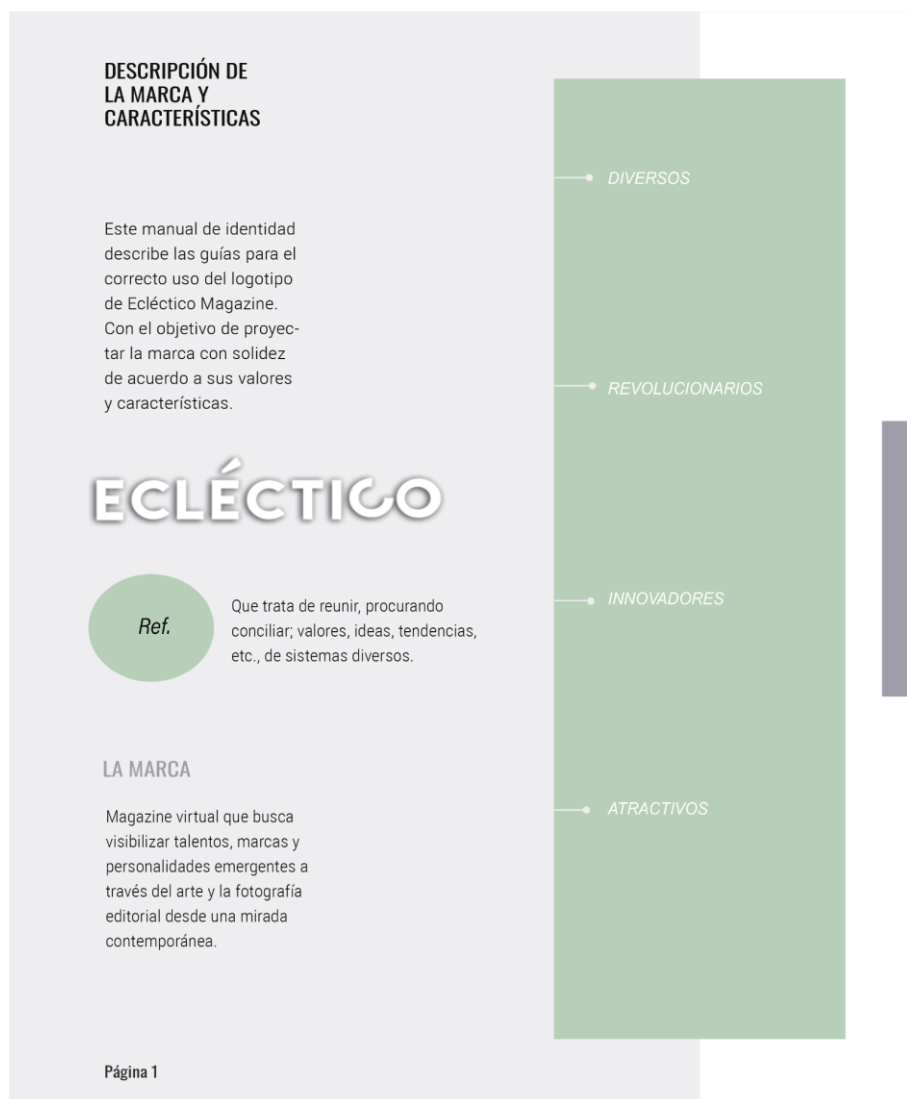 DESCRIPCIÓN DE
LA MARCA Y
CARACTERÍSTICAS
Este manual de identidad
describe las guías para el
correcto uso del logotipo
de Ecléctico Magazine.
Con el objetivo de proyec-
tar la marca con solidez
de acuerdo a sus valores
y características.
ECLÉCTICO
Ref.
Que trata de reunir, procurando
conciliar; valores, ideas, tendencias,
etc., de sistemas diversos.
LA MARCA
Magazine virtual que busca
visibilizar talentos, marcas y
personalidades emergentes a
través del arte y la fotografía
editorial desde una mirada
contemporánea.
Página 1
DIVERSOS
REVOLUCIONARIOS
INNOVADORES
ATRACTIVOS